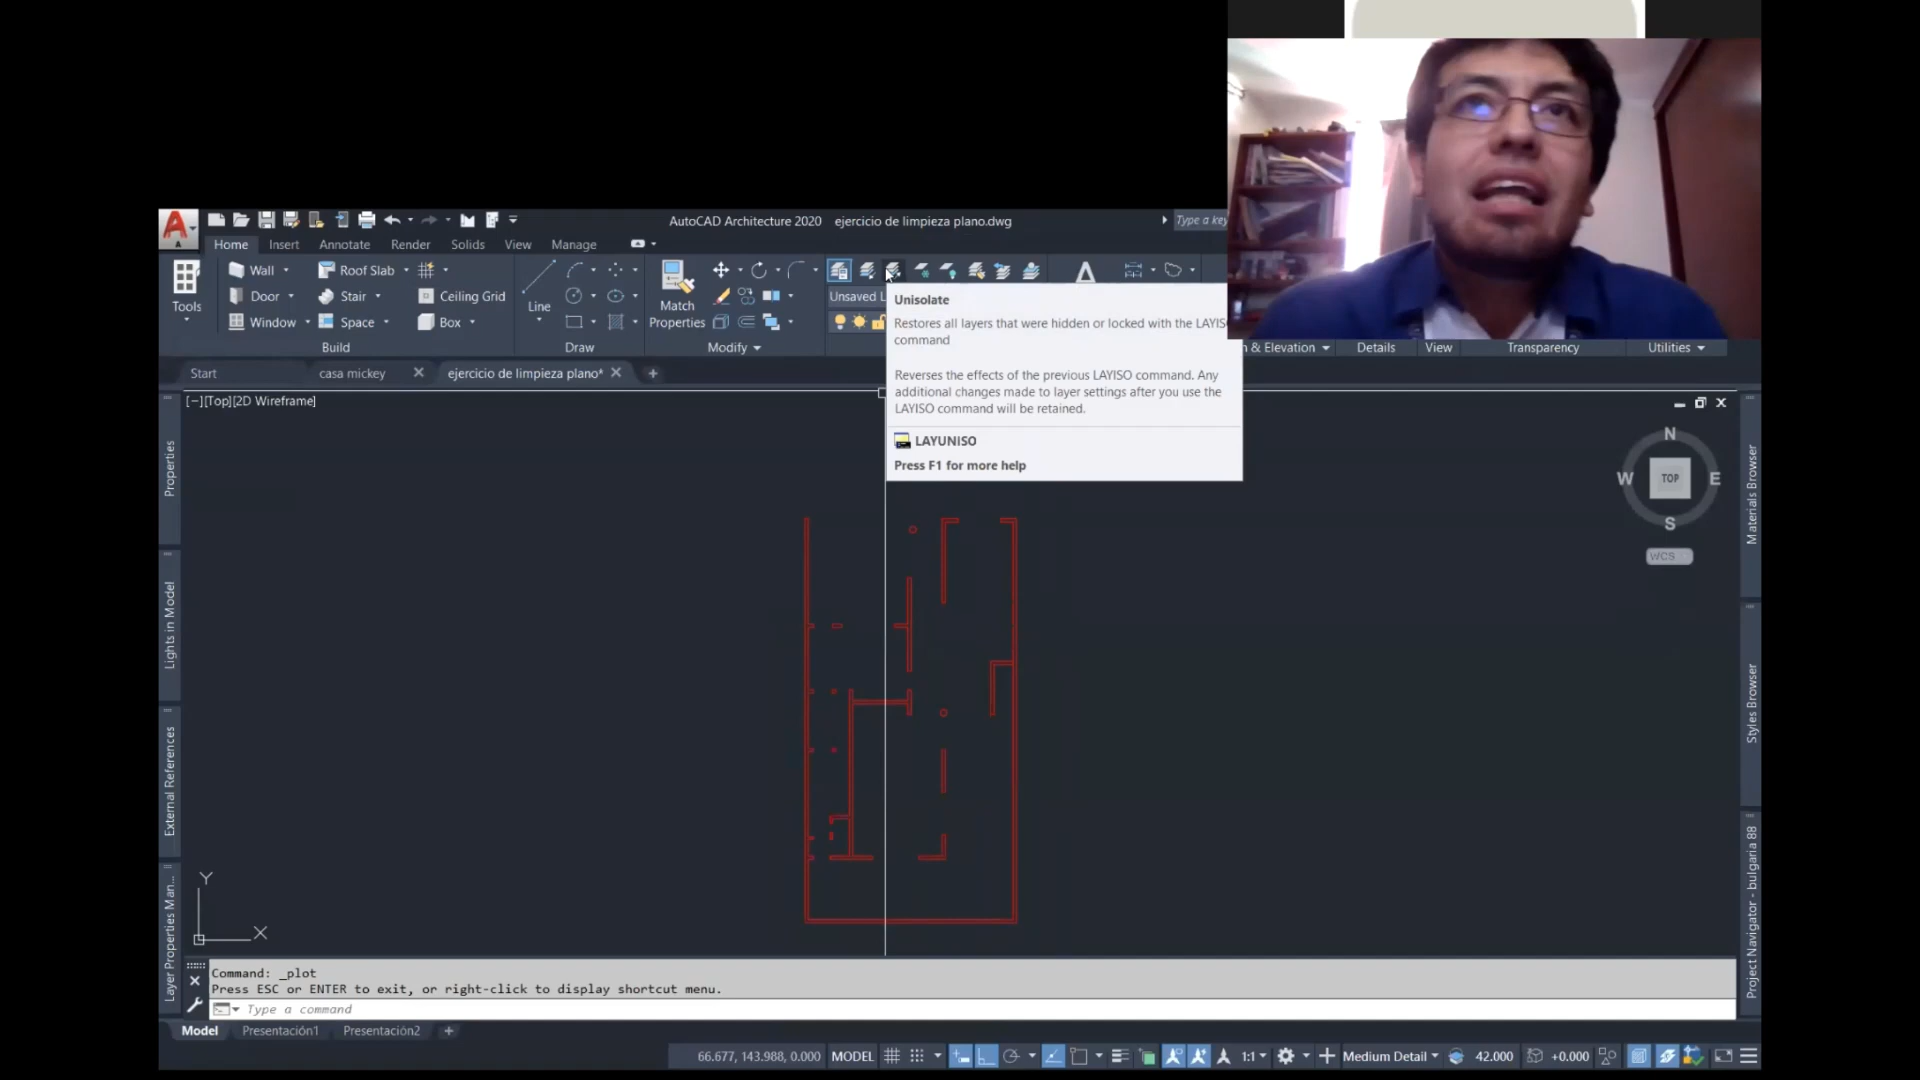 AutoCAD Architecture 2020 ejercicio de limpieza plano.dwg
Type a key
Home Insert Annotate Render Solids View Manage
Tools
Wall
Door
Window
Roof Slab
Stair
Space
Ceiling Grid
Box
Line
Match
Properties
Unsaved L
Build Draw Modify
& Elevation Details View Transparency Utilities
Unisolate
Restores all layers that were hidden or locked with the LAYIS
command
Reverses the effects of the previous LAYISO command. Any
additional changes made to layer settings after you use the
LAYISO command will be retained.
LAYUNISO
Press F1 for more help
Start casa mickey ejercicio de limpieza plano*
[−][Top][2D Wireframe]
Properties
Lights in Model
External References
Layer Properties Man...
N
W TOP E
S
WCS
Materials Browser
Styles Browser
Project Navigator - bulgaria 88
Y
X
Command: _plot
Press ESC or ENTER to exit, or right-click to display shortcut menu.
Type a command
Model Presentación1 Presentación2
66.677, 143.988, 0.000 MODEL 1:1 Medium Detail 42.000 +0.000